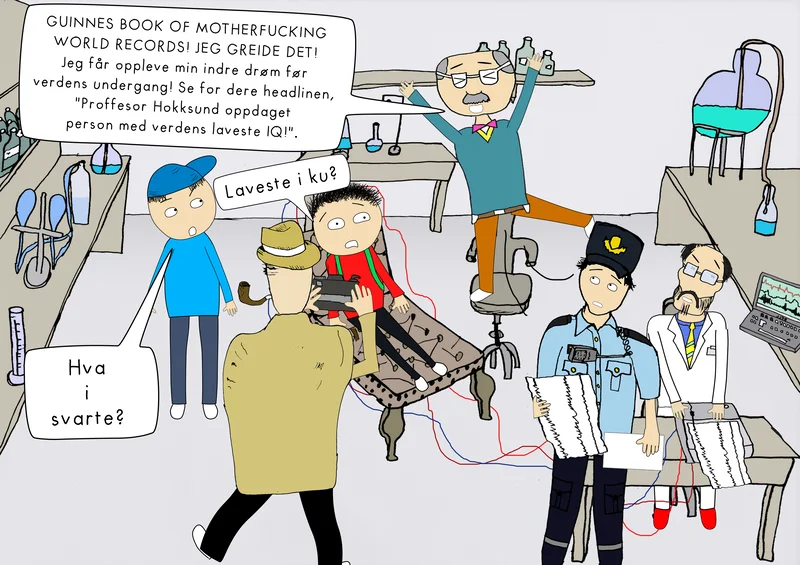 GUINNES BOOK OF MOTHERFUCKING
WORLD RECORDS! JEG GREIDE DET!
Jeg får oppleve min indre drøm før
verdens undergang! Se for dere headlinen,
"Proffesor Hokksund oppdaget
person med verdens laveste IQ!".
Laveste i ku?
Hva
i
svarte?